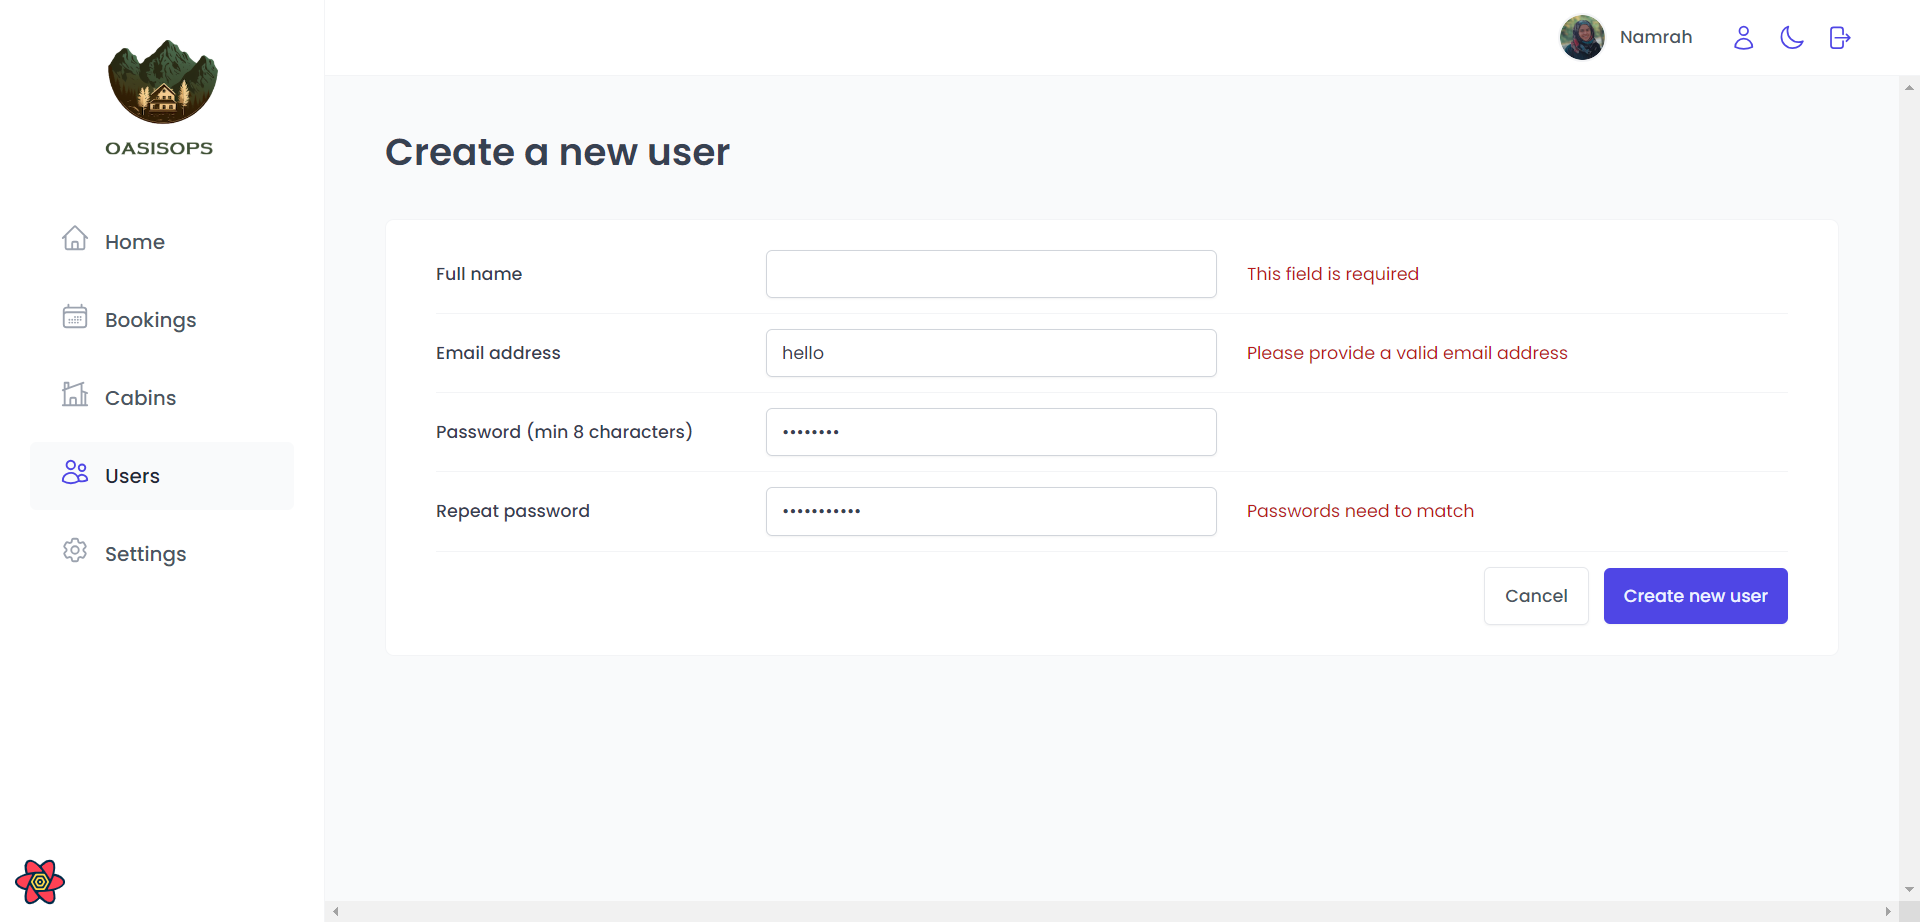 OASISOPS
Home
Bookings
Cabins
Users
Settings
Namrah
Create a new user
Full name
This field is required
Email address
hello
Please provide a valid email address
Password (min 8 characters)
••••••••
Repeat password
•••••••••••
Passwords need to match
Cancel
Create new user